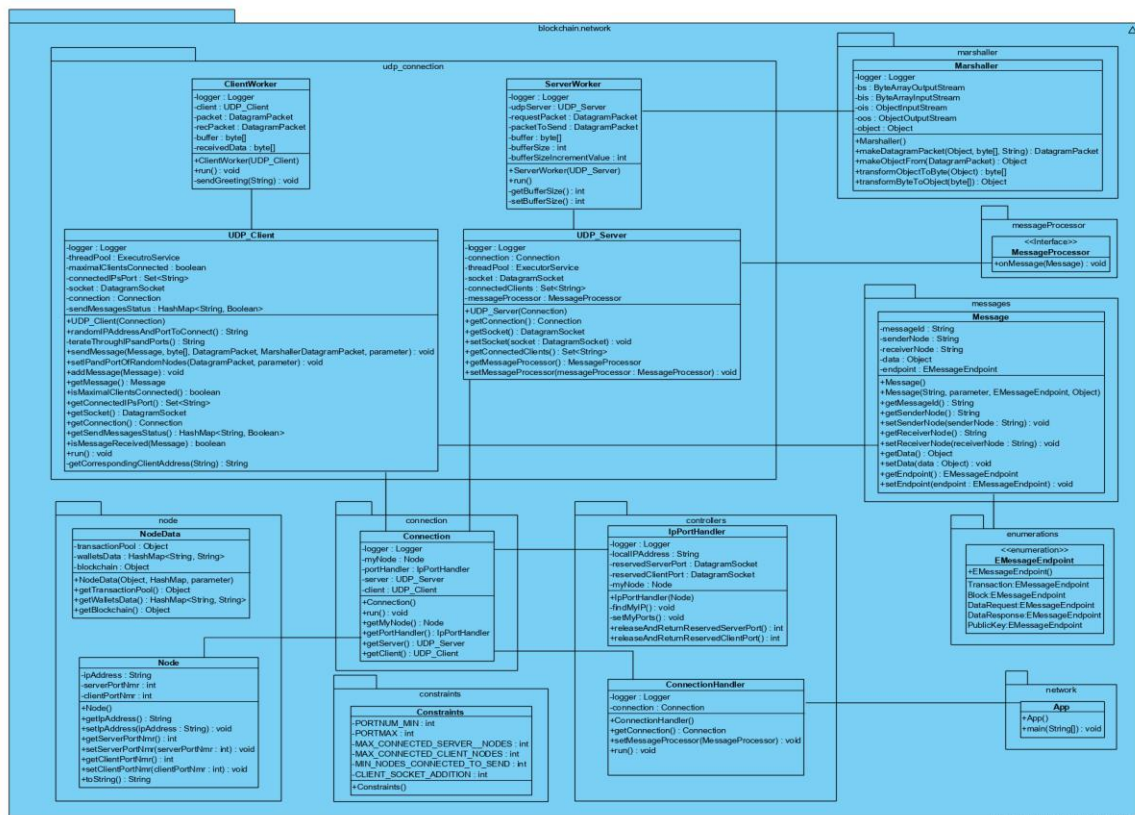 blockchain.network
udp_connection
ClientWorker
-logger : Logger
-client : UDP_Client
-packet : DatagramPacket
-recPacket : DatagramPacket
-buffer : byte[]
-receivedData : byte[]
+ClientWorker(UDP_Client)
+run() : void
-sendGreeting(String) : void
ServerWorker
-logger : Logger
-udpServer : UDP_Server
-requestPacket : DatagramPacket
-packetToSend : DatagramPacket
-buffer : byte[]
-bufferSize : int
-bufferSizeIncrementValue : int
+ServerWorker(UDP_Server)
+run()
-getBufferSize() : int
-setBufferSize() : int
marshaller
Marshaller
-logger : Logger
-bs : ByteArrayOutputStream
-bis : ByteArrayInputStream
-ois : ObjectInputStream
-oos : ObjectOutputStream
-object : Object
+Marshaller()
+makeDatagramPacket(Object, byte[], String) : DatagramPacket
+makeObjectFrom(DatagramPacket) : Object
+transformObjectToByte(Object) : byte[]
+transformByteToObject(byte[]) : Object
UDP_Client
-logger : Logger
-threadPool : ExecutroService
-maximalClientsConnected : boolean
-connectedIPsPort : Set<String>
-socket : DatagramSocket
-connection : Connection
-sendMessagesStatus : HashMap<String, Boolean>
+UDP_Client(Connection)
+randomIPAddressAndPortToConnect() : String
-terateThroughIPsandPorts() : String
+sendMessage(Message, byte[], DatagramPacket, MarshallerDatagramPacket, parameter) : void
+setIPandPortOfRandomNodes(DatagramPacket, parameter) : void
+addMessage(Message) : void
+getMessage() : Message
+isMaximalClientsConnected() : boolean
+getConnectedIPsPort() : Set<String>
+getSocket() : DatagramSocket
+getConnection() : Connection
+getSendMessagesStatus() : HashMap<String, Boolean>
+isMessageReceived(Message) : boolean
+run() : void
-getCorrespondingClientAddress(String) : String
UDP_Server
-logger : Logger
-connection : Connection
-threadPool : ExecutorService
-socket : DatagramSocket
-connectedClients : Set<String>
-messageProcessor : MessageProcessor
+UDP_Server(Connection)
+getConnection() : Connection
+getSocket() : DatagramSocket
+setSocket(socket : DatagramSocket) : void
+getConnectedClients() : Set<String>
+getMessageProcessor() : MessageProcessor
+setMessageProcessor(messageProcessor : MessageProcessor) : void
messageProcessor
<<Interface>>
MessageProcessor
+onMessage(Message) : void
messages
Message
-messageId : String
-senderNode : String
-receiverNode : String
-data : Object
-endpoint : EMessageEndpoint
+Message()
+Message(String, parameter, EMessageEndpoint, Object)
+getMessageId() : String
+getSenderNode() : String
+setSenderNode(senderNode : String) : void
+getReceiverNode() : String
+setReceiverNode(receiverNode : String) : void
+getData() : Object
+setData(data : Object) : void
+getEndpoint() : EMessageEndpoint
+setEndpoint(endpoint : EMessageEndpoint) : void
node
NodeData
-transactionPool : Object
-walletsData : HashMap<String, String>
-blockchain : Object
+NodeData(Object, HashMap, parameter)
+getTransactionPool() : Object
+getWalletsData() : HashMap<String, String>
+getBlockchain() : Object
Node
-ipAddress : String
-serverPortNmr : int
-clientPortNmr : int
+Node()
+getIpAddress() : String
+setIpAddress(ipAddress : String) : void
+getServerPortNmr() : int
+setServerPortNmr(serverPortNmr : int) : void
+getClientPortNmr() : int
+setClientPortNmr(clientPortNmr : int) : void
+toString() : String
connection
Connection
-logger : Logger
-myNode : Node
-portHandler : IpPortHandler
-server : UDP_Server
-client : UDP_Client
+Connection()
+run() : void
+getMyNode() : Node
+getPortHandler() : IpPortHandler
+getServer() : UDP_Server
+getClient() : UDP_Client
constraints
Constraints
-PORTNUM_MIN : int
-PORTMAX : int
-MAX_CONNECTED_SERVER__NODES : int
-MAX_CONNECTED_CLIENT_NODES : int
-MIN_NODES_CONNECTED_TO_SEND : int
-CLIENT_SOCKET_ADDITION : int
+Constraints()
controllers
IpPortHandler
-logger : Logger
-localIPAddress : String
-reservedServerPort : DatagramSocket
-reservedClientPort : DatagramSocket
-myNode : Node
+IpPortHandler(Node)
-findMyIP() : void
-setMyPorts() : void
+releaseAndReturnReservedServerPort() : int
+releaseAndReturnReservedClientPort() : int
ConnectionHandler
-logger : Logger
-connection : Connection
+ConnectionHandler()
+getConnection() : Connection
+setMessageProcessor(MessageProcessor) : void
+run() : void
enumerations
<<enumeration>>
EMessageEndpoint
+EMessageEndpoint()
Transaction:EMessageEndpoint
Block:EMessageEndpoint
DataRequest:EMessageEndpoint
DataResponse:EMessageEndpoint
PublicKey:EMessageEndpoint
network
App
+App()
+main(String[]) : void